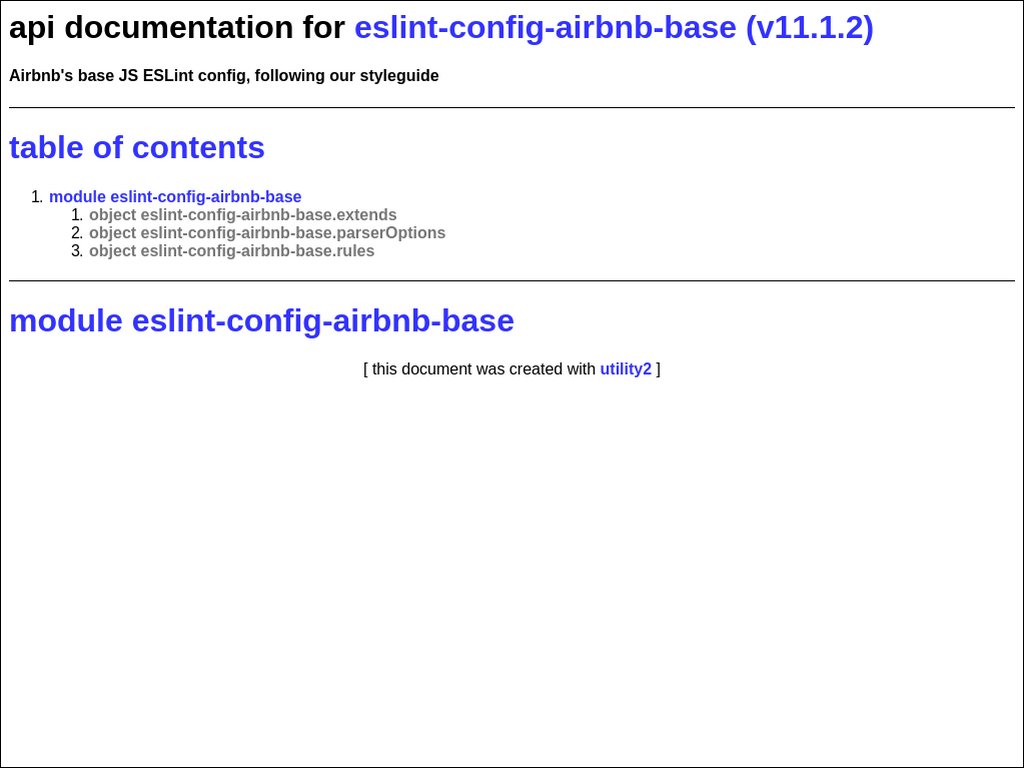 api documentation for eslint-config-airbnb-base (v11.1.2)
Airbnb's base JS ESLint config, following our styleguide
table of contents
1. module eslint-config-airbnb-base
1. object eslint-config-airbnb-base.extends
2. object eslint-config-airbnb-base.parserOptions
3. object eslint-config-airbnb-base.rules
module eslint-config-airbnb-base
[ this document was created with utility2 ]